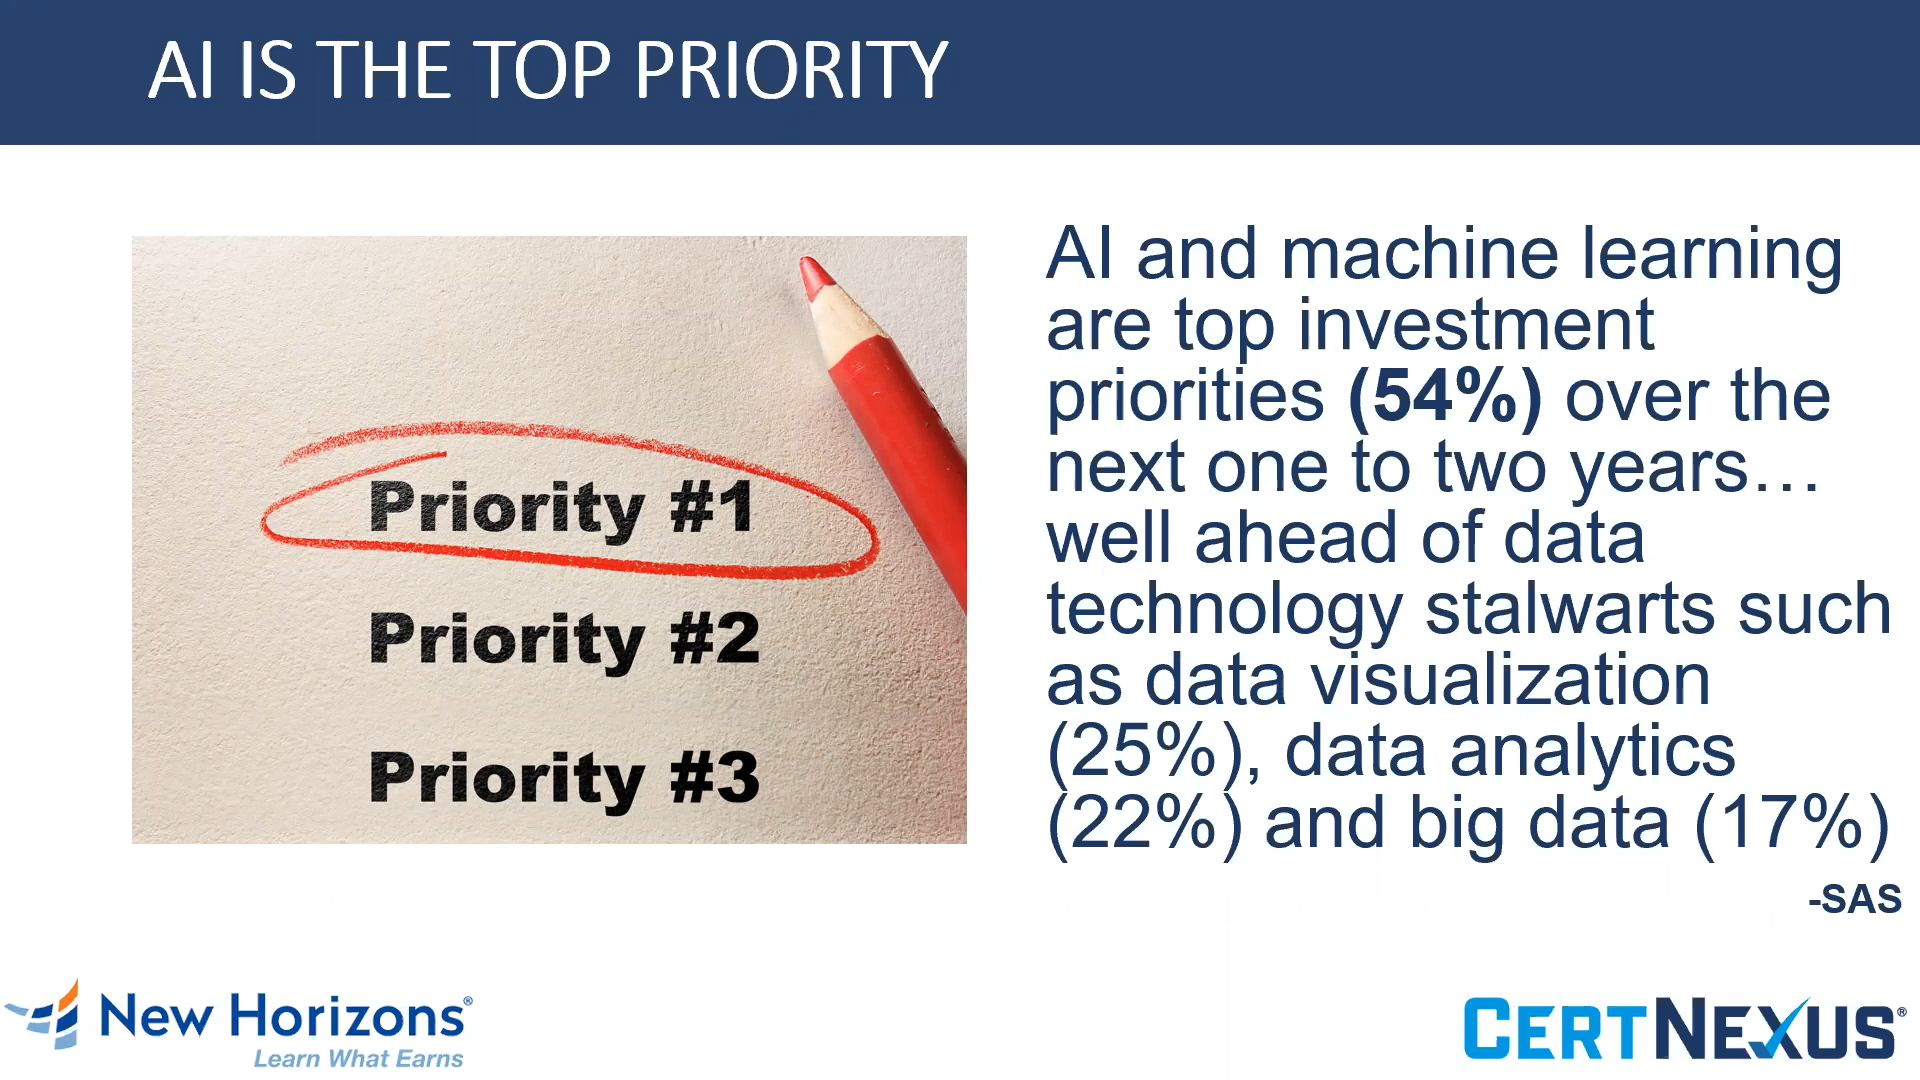 AI IS THE TOP PRIORITY
Priority #1
Priority #2
Priority #3
AI and machine learning
are top investment
priorities (54%) over the
next one to two years…
well ahead of data
technology stalwarts such
as data visualization
(25%), data analytics
(22%) and big data (17%)
-SAS
New Horizons®
Learn What Earns
CERTNEXUS®